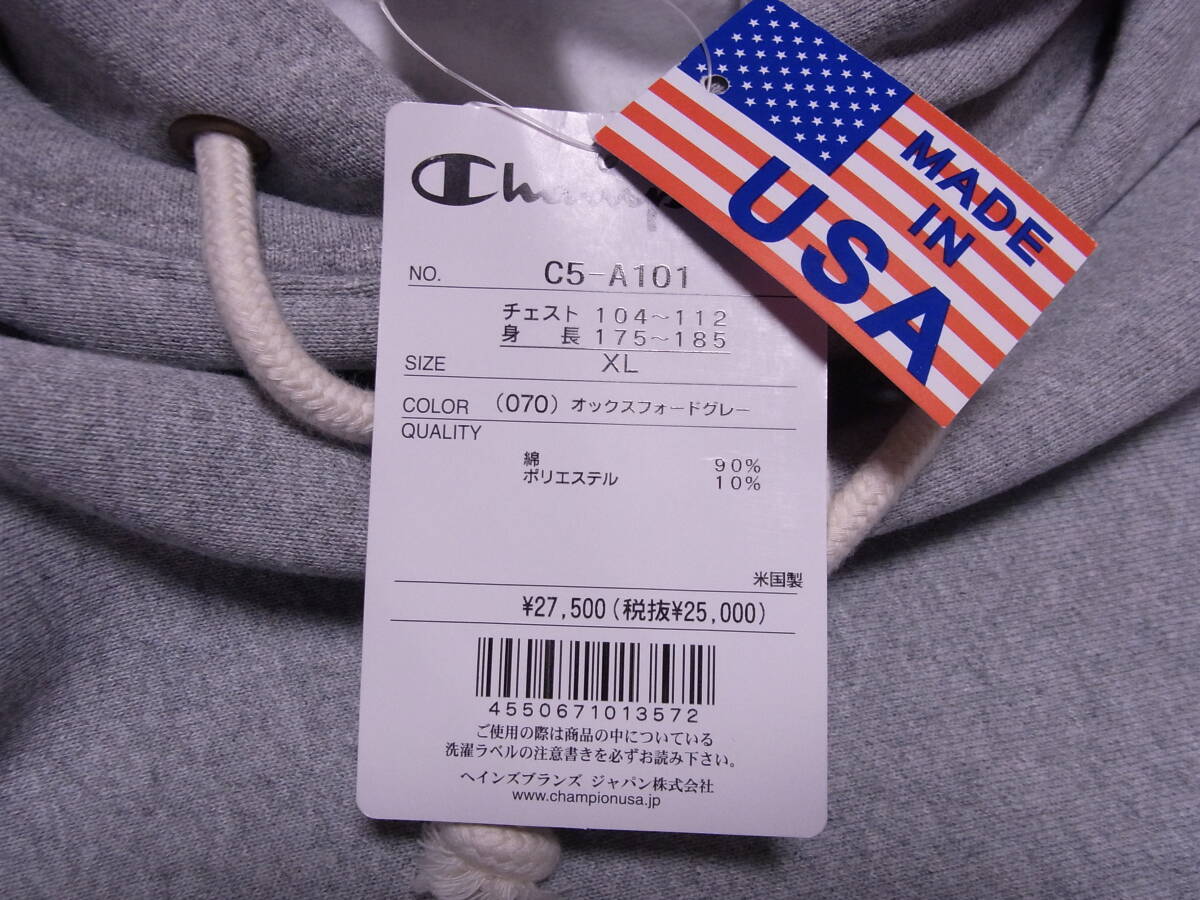 Champ
MADE
IN
USA
NO. C5-A101
チェスト 104～112
身 長 175～185
SIZE XL
COLOR (070) オックスフォードグレー
QUALITY
綿 90%
ポリエステル 10%
米国製
¥27,500(税抜¥25,000)
4550671013572
ご使用の際は商品の中についている
洗濯ラベルの注意書きを必ずお読み下さい。
ヘインズブランズ ジャパン株式会社
www.championusa.jp